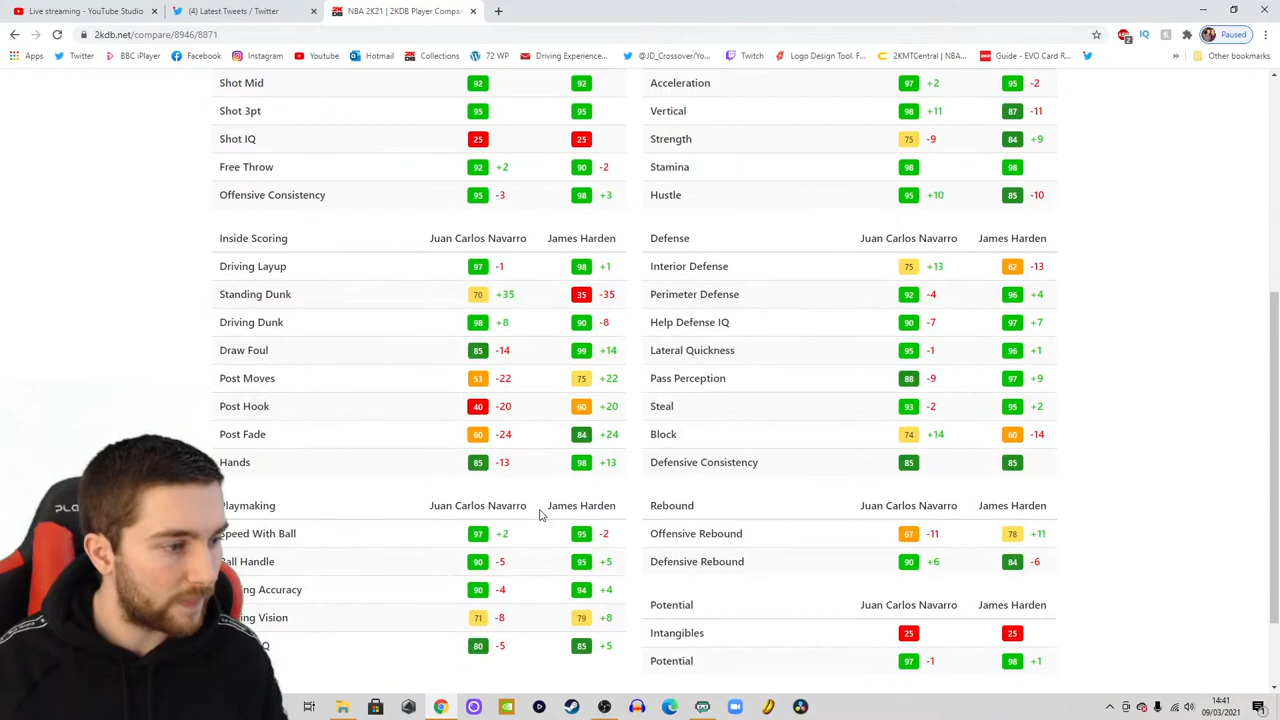 Live streaming - YouTube Studio
(4) Latest Tweets / Twitter
NBA 2K21 | 2KDB Player Compar
2kdb.net/compare/8946/8871
Paused
Apps Twitter BBC iPlayer Facebook Instagram Youtube Hotmail Collections 72 WP Driving Experience... @JD_Crossover/Yo... Twitch Logo Design Tool. F... 2KMTCentral | NBA... Guide - EVO Card R... » Other bookmarks
Shot Mid 92 92
Shot 3pt 95 95
Shot IQ 25 25
Free Throw 92 +2 90 -2
Offensive Consistency 95 -3 98 +3
Inside Scoring Juan Carlos Navarro James Harden
Driving Layup 97 -1 98 +1
Standing Dunk 70 +35 35 -35
Driving Dunk 98 +8 90 -8
Draw Foul 85 -14 99 +14
Post Moves 53 -22 75 +22
Post Hook 40 -20 60 +20
Post Fade 60 -24 84 +24
Hands 85 -13 98 +13
Playmaking Juan Carlos Navarro James Harden
Speed With Ball 97 +2 95 -2
Ball Handle 90 -5 95 +5
ng Accuracy 90 -4 94 +4
ng Vision 71 -8 79 +8
Q 80 -5 85 +5
Acceleration 97 +2 95 -2
Vertical 98 +11 87 -11
Strength 75 -9 84 +9
Stamina 98 98
Hustle 95 +10 85 -10
Defense Juan Carlos Navarro James Harden
Interior Defense 75 +13 62 -13
Perimeter Defense 92 -4 96 +4
Help Defense IQ 90 -7 97 +7
Lateral Quickness 95 -1 96 +1
Pass Perception 88 -9 97 +9
Steal 93 -2 95 +2
Block 74 +14 60 -14
Defensive Consistency 85 85
Rebound Juan Carlos Navarro James Harden
Offensive Rebound 67 -11 78 +11
Defensive Rebound 90 +6 84 -6
Potential Juan Carlos Navarro James Harden
Intangibles 25 25
Potential 97 -1 98 +1
14:41
09/03/2021